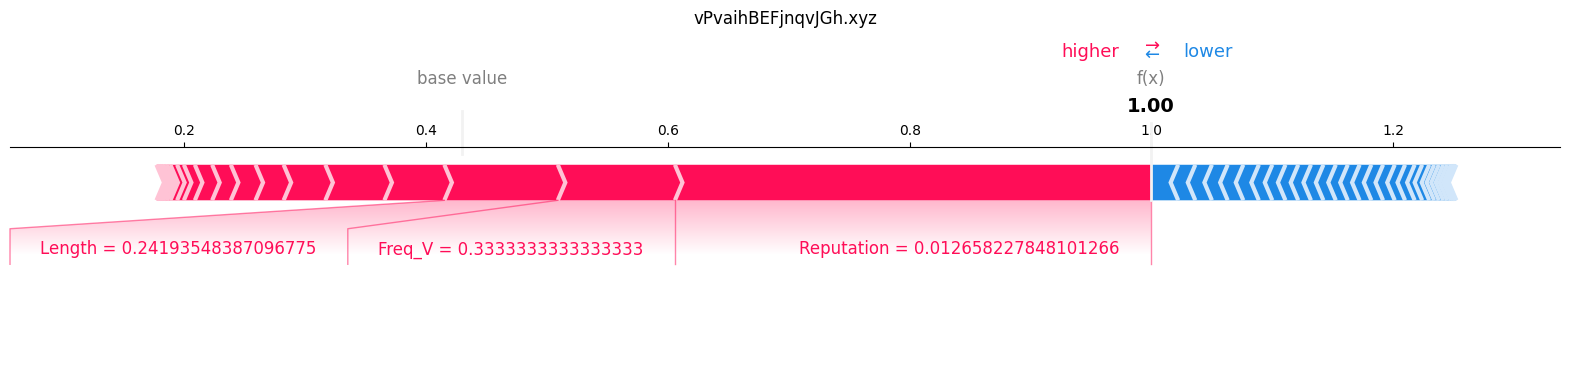 vPvaihBEFjnqvJGh.xyz
higher ⇄ lower
base value f(x)
1.00
0.2 0.4 0.6 0.8 1 0 1.2
Length = 0.24193548387096775 Freq_V = 0.3333333333333333 Reputation = 0.012658227848101266